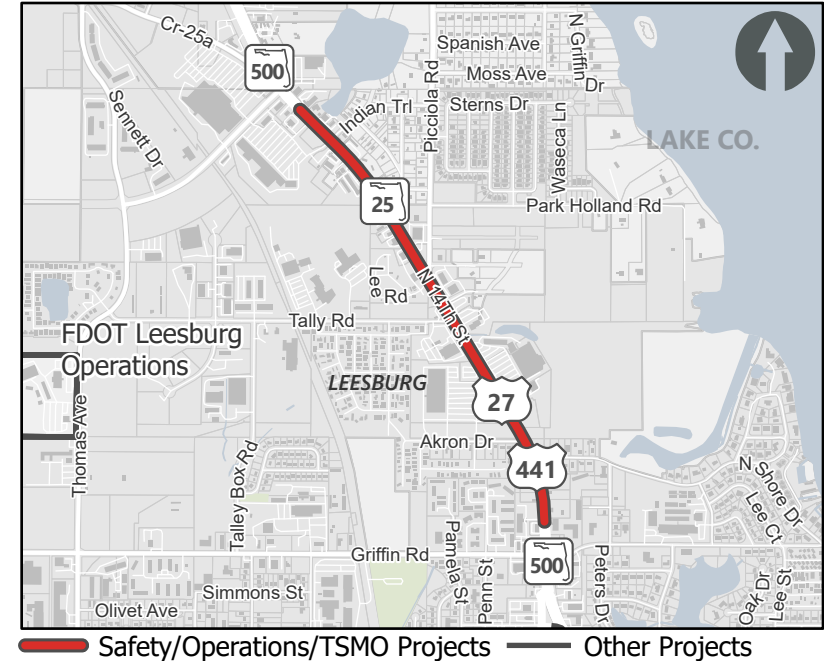 Cr-25a
500
Spanish Ave
N Griffin
Dr
Moss Ave
Sterns Dr
Indian Trl
Picciola Rd
Waseca Ln
LAKE CO.
Sennett Dr
25
Park Holland Rd
Lee
Rd
N 14Th St
Tally Rd
FDOT Leesburg
Operations
LEESBURG
27
Thomas Ave
Akron Dr
441
Talley Box Rd
N Shore Dr
Lee Ct
Griffin Rd
500
Pamela St
Penn St
Peters Dr
Simmons St
Oak Dr
Lee St
Olivet Ave
Safety/Operations/TSMO Projects
Other Projects